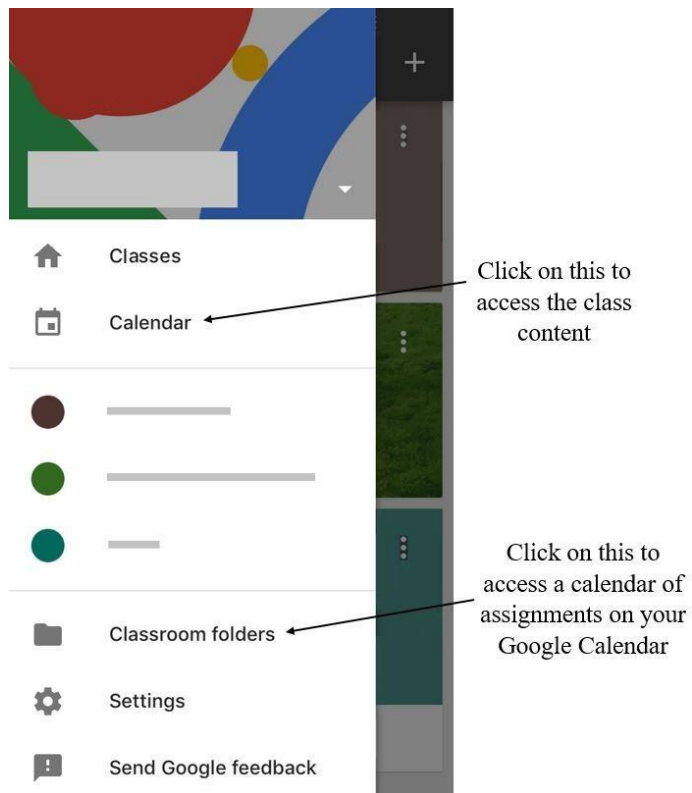 Classes
Calendar
Click on this to
access the class
content
Classroom folders
Click on this to
access a calendar of
assignments on your
Google Calendar
Settings
Send Google feedback